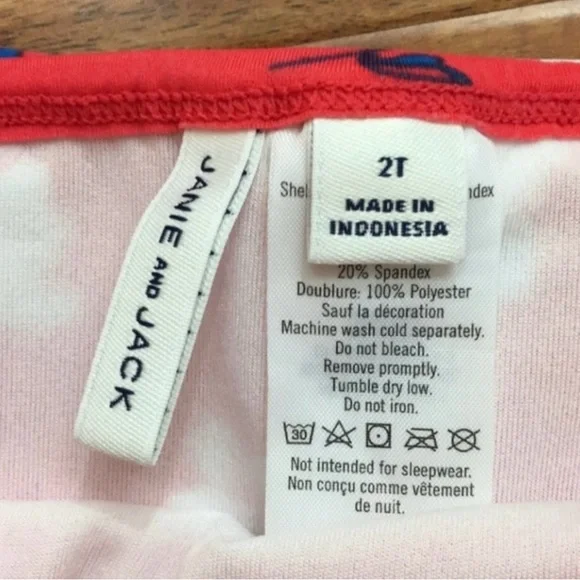 JANIE AND JACK
2T
MADE IN
INDONESIA
20% Spandex
Doublure: 100% Polyester
Sauf la décoration
Machine wash cold separately.
Do not bleach.
Remove promptly.
Tumble dry low.
Do not iron.
30
Not intended for sleepwear.
Non conçu comme vêtement
de nuit.